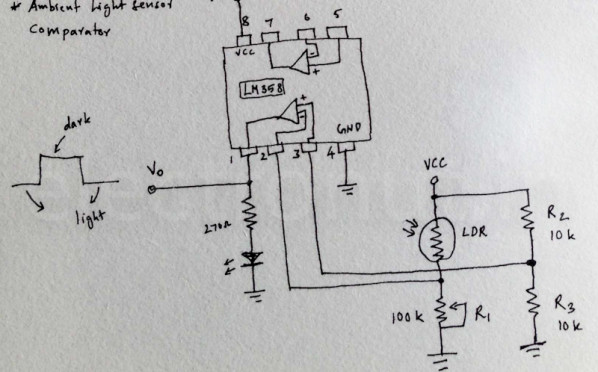 * Ambient Light Sensor
Comparator
8 7 6 5
VCC
LM358
GND
1 2 3 4
dark
light
Vo
270Ω
VCC
LDR
R2
10k
100k R1
R3
10k